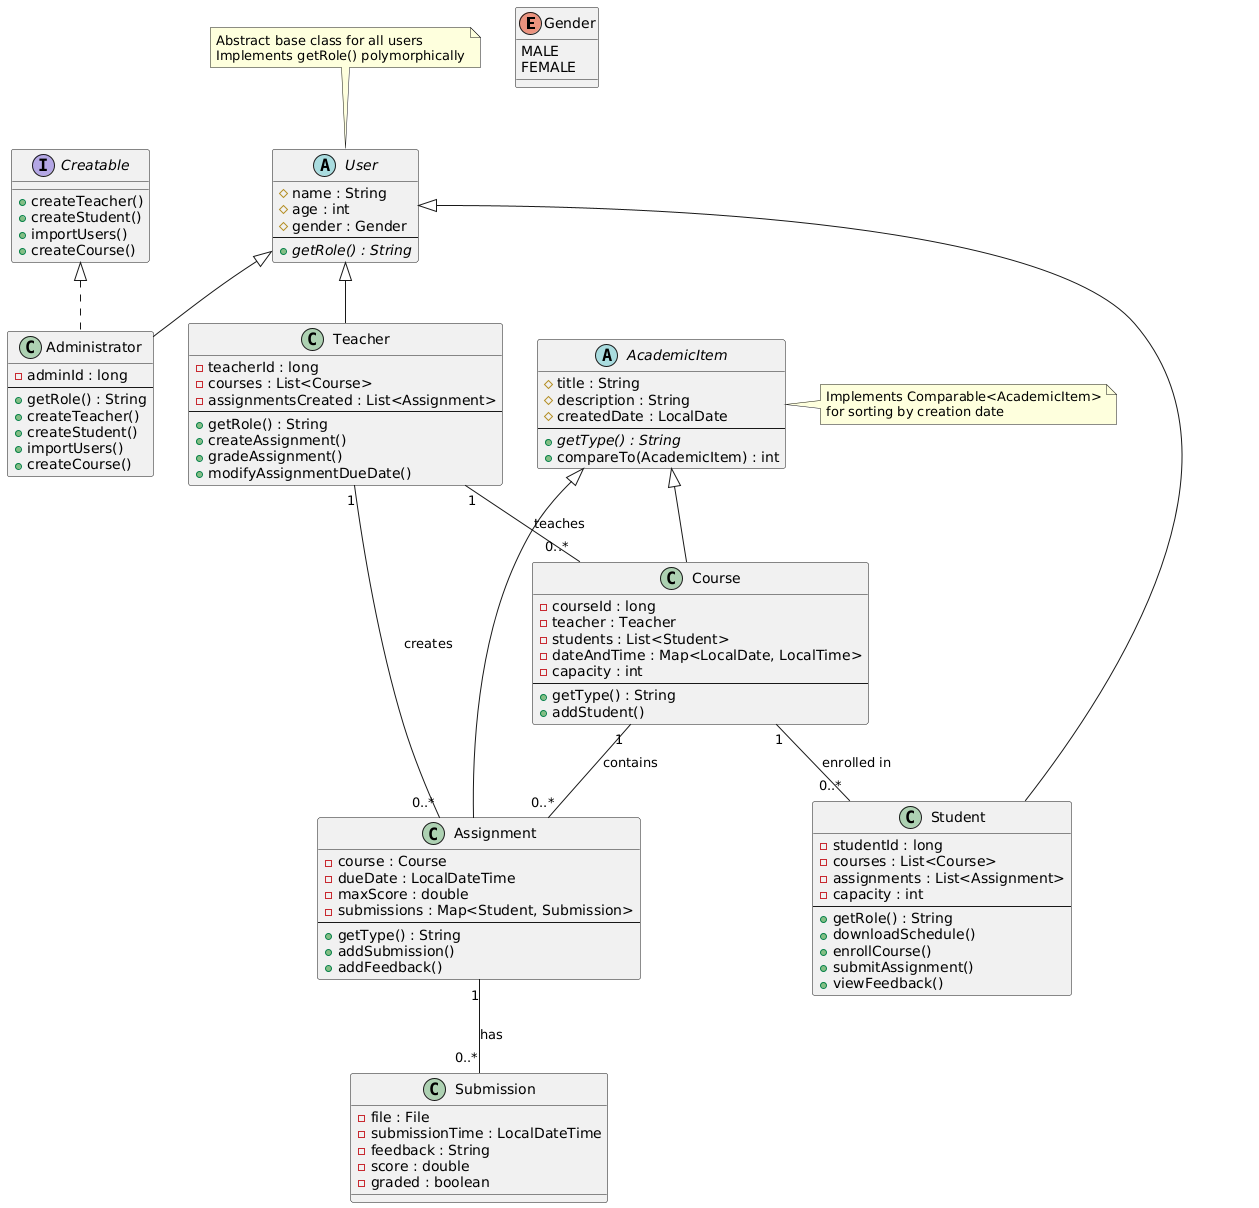 Abstract base class for all users
Implements getRole() polymorphically
E Gender
MALE
FEMALE
I Creatable
createTeacher()
createStudent()
importUsers()
createCourse()
A User
name : String
age : int
gender : Gender
getRole() : String
C Administrator
adminId : long
getRole() : String
createTeacher()
createStudent()
importUsers()
createCourse()
C Teacher
teacherId : long
courses : List<Course>
assignmentsCreated : List<Assignment>
getRole() : String
createAssignment()
gradeAssignment()
modifyAssignmentDueDate()
A AcademicItem
title : String
description : String
createdDate : LocalDate
getType() : String
compareTo(AcademicItem) : int
Implements Comparable<AcademicItem>
for sorting by creation date
1
1
teaches
0..*
C Course
courseId : long
teacher : Teacher
students : List<Student>
dateAndTime : Map<LocalDate, LocalTime>
capacity : int
getType() : String
addStudent()
creates
1
1
contains
enrolled in
0..*
0..*
0..*
C Assignment
course : Course
dueDate : LocalDateTime
maxScore : double
submissions : Map<Student, Submission>
getType() : String
addSubmission()
addFeedback()
C Student
studentId : long
courses : List<Course>
assignments : List<Assignment>
capacity : int
getRole() : String
downloadSchedule()
enrollCourse()
submitAssignment()
viewFeedback()
1
has
0..*
C Submission
file : File
submissionTime : LocalDateTime
feedback : String
score : double
graded : boolean